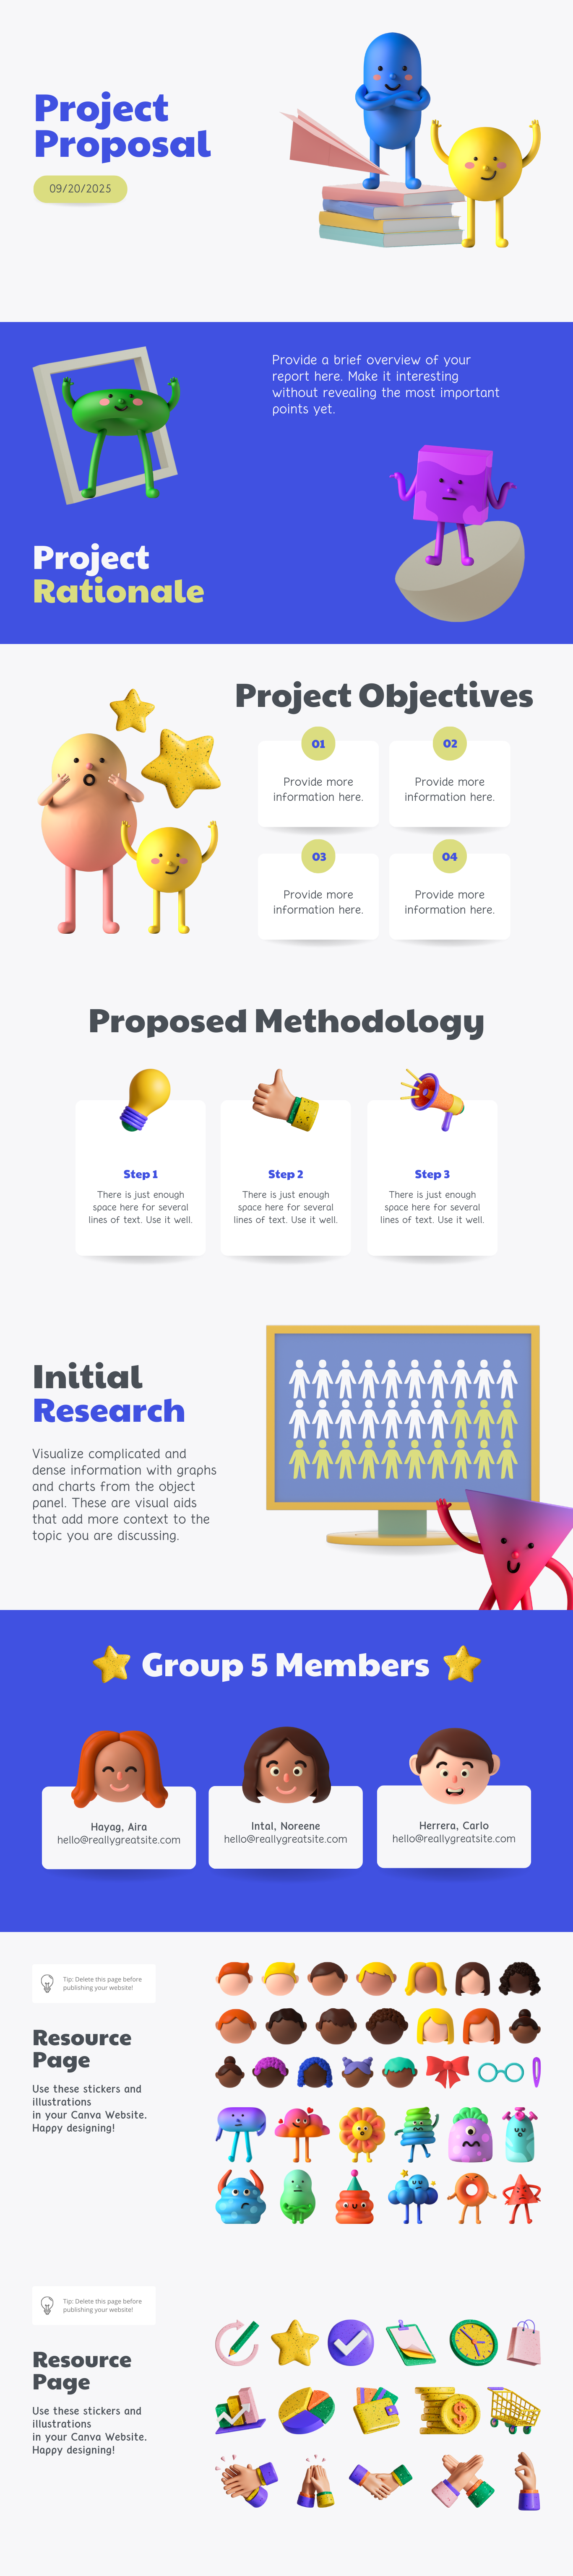 Project
Proposal
09/20/2025
Provide a brief overview of your
report here. Make it interesting
without revealing the most important
points yet.
Project
Rationale
Project Objectives
01
02
Provide more
information here.
Provide more
information here.
03
04
Provide more
information here.
Provide more
information here.
Proposed Methodology
Step 1
There is just enough
space here for several
lines of text. Use it well.
Step 2
There is just enough
space here for several
lines of text. Use it well.
Step 3
There is just enough
space here for several
lines of text. Use it well.
Initial
Research
Visualize complicated and
dense information with graphs
and charts from the object
panel. These are visual aids
that add more context to the
topic you are discussing.
Group 5 Members
Hayag, Aira
hello@reallygreatsite.com
Intal, Noreene
hello@reallygreatsite.com
Herrera, Carlo
hello@reallygreatsite.com
Tip: Delete this page before
publishing your website!
Resource
Page
Use these stickers and
illustrations
in your Canva Website.
Happy designing!
Tip: Delete this page before
publishing your website!
Resource
Page
Use these stickers and
illustrations
in your Canva Website.
Happy designing!
$